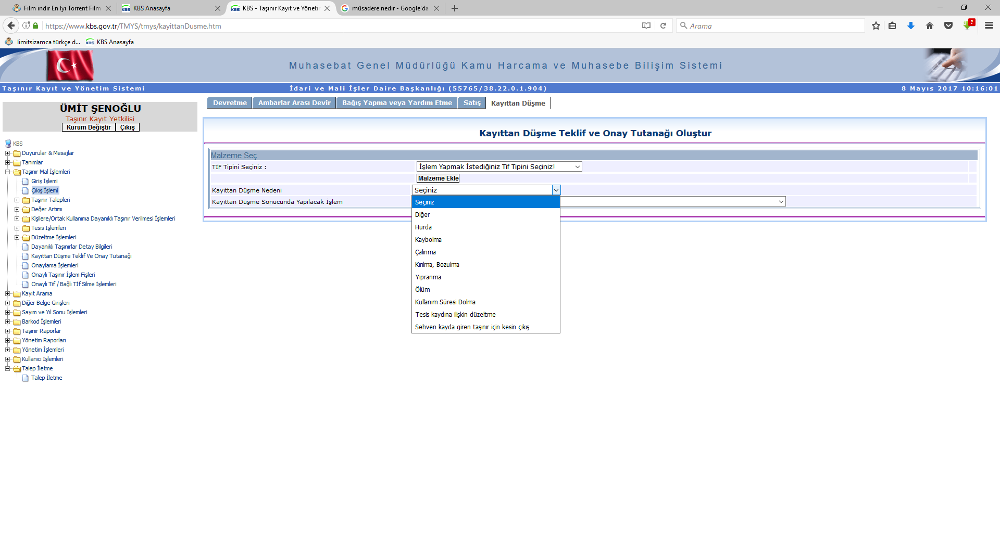 Film indir En İyi Torrent Film
KBS Anasayfa
KBS - Taşınır Kayıt ve Yönetir
müsadere nedir - Google'da
https://www.kbs.gov.tr/TMYS/tmys/kayittanDusme.htm
Arama
limitsizamca türkçe d...
KBS Anasayfa
Muhasebat Genel Müdürlüğü Kamu Harcama ve Muhasebe Bilişim Sistemi
Taşınır Kayıt ve Yönetim Sistemi
İdari ve Mali İşler Daire Başkanlığı (55765/38.22.0.1.904)
8 Mayıs 2017 10:16:01
ÜMİT ŞENOĞLU
Taşınır Kayıt Yetkilisi
Kurum Değiştir
Çıkış
KBS
Duyurular & Mesajlar
Tanımlar
Taşınır Mal İşlemleri
Giriş İşlemi
Çıkış İşlemi
Taşınır Talepleri
Değer Artımı
Kişilere/Ortak Kullanıma Dayanıklı Taşınır Verilmesi İşlemleri
Tesis İşlemleri
Düzeltme İşlemleri
Dayanıklı Taşınırlar Detay Bilgileri
Kayıttan Düşme Teklif Ve Onay Tutanağı
Onaylama İşlemleri
Onaylı Taşınır İşlem Fişleri
Onaylı Tif / Bağlı Tif Silme İşlemleri
Kayıt Arama
Diğer Belge Girişleri
Sayım ve Yıl Sonu İşlemleri
Barkod İşlemleri
Taşınır Raporlar
Yönetim Raporları
Yönetim İşlemleri
Kullanıcı İşlemleri
Talep İletme
Talep İletme
Devretme
Ambarlar Arası Devir
Bağış Yapma veya Yardım Etme
Satış
Kayıttan Düşme
Kayıttan Düşme Teklif ve Onay Tutanağı Oluştur
Malzeme Seç
TİF Tipini Seçiniz :
İşlem Yapmak İstediğiniz Tif Tipini Seçiniz!
Malzeme Ekle
Kayıttan Düşme Nedeni
Seçiniz
Kayıttan Düşme Sonucunda Yapılacak İşlem
Seçiniz
Diğer
Hurda
Kaybolma
Çalınma
Kırılma, Bozulma
Yıpranma
Ölüm
Kullanım Süresi Dolma
Tesis kaydına ilişkin düzeltme
Sehven kayda giren taşınır için kesin çıkış